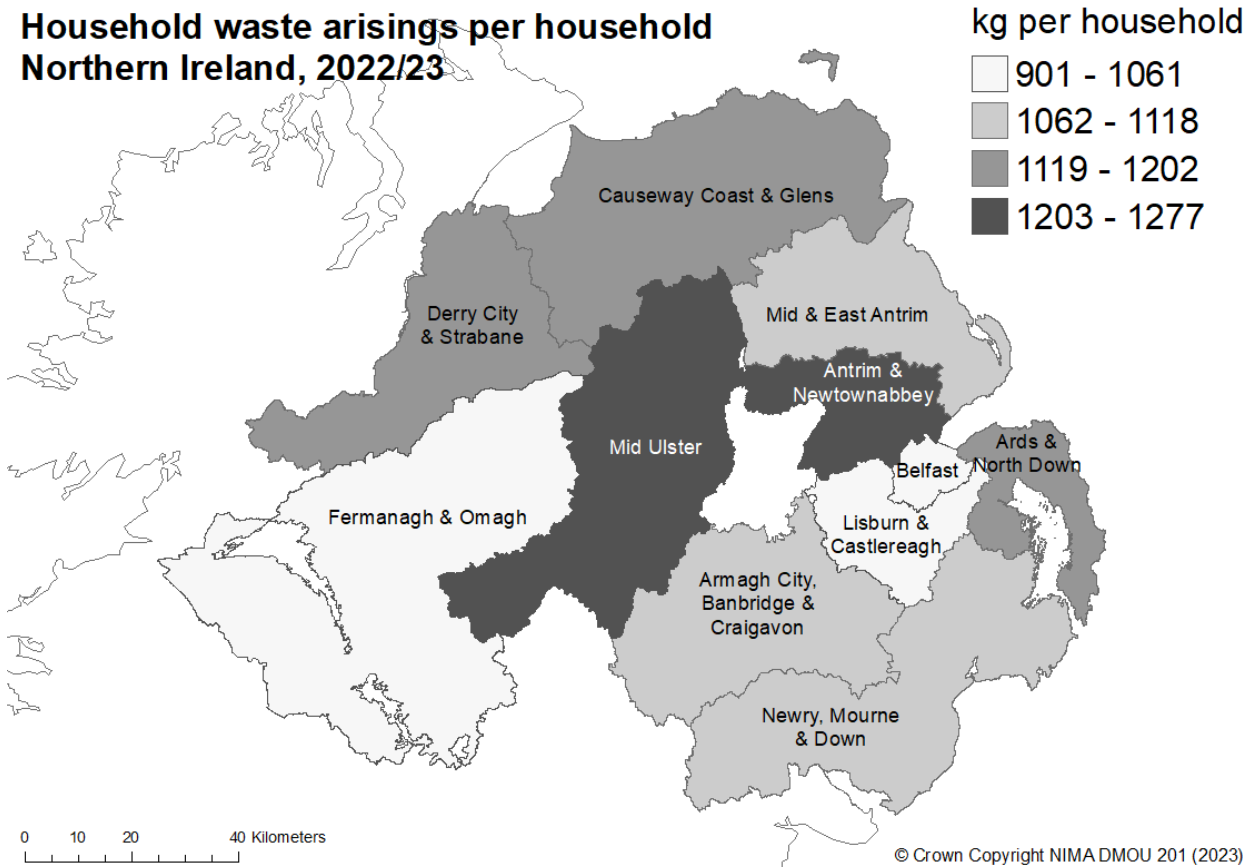 Household waste arisings per household
Northern Ireland, 2022/23
kg per household
901 - 1061
1062 - 1118
1119 - 1202
1203 - 1277
Causeway Coast & Glens
Derry City
& Strabane
Mid & East Antrim
Antrim &
Newtownabbey
Mid Ulster
Ards &
North Down
Belfast
Fermanagh & Omagh
Lisburn &
Castlereagh
Armagh City,
Banbridge &
Craigavon
Newry, Mourne
& Down
0 10 20 40 Kilometers
© Crown Copyright NIMA DMOU 201 (2023)